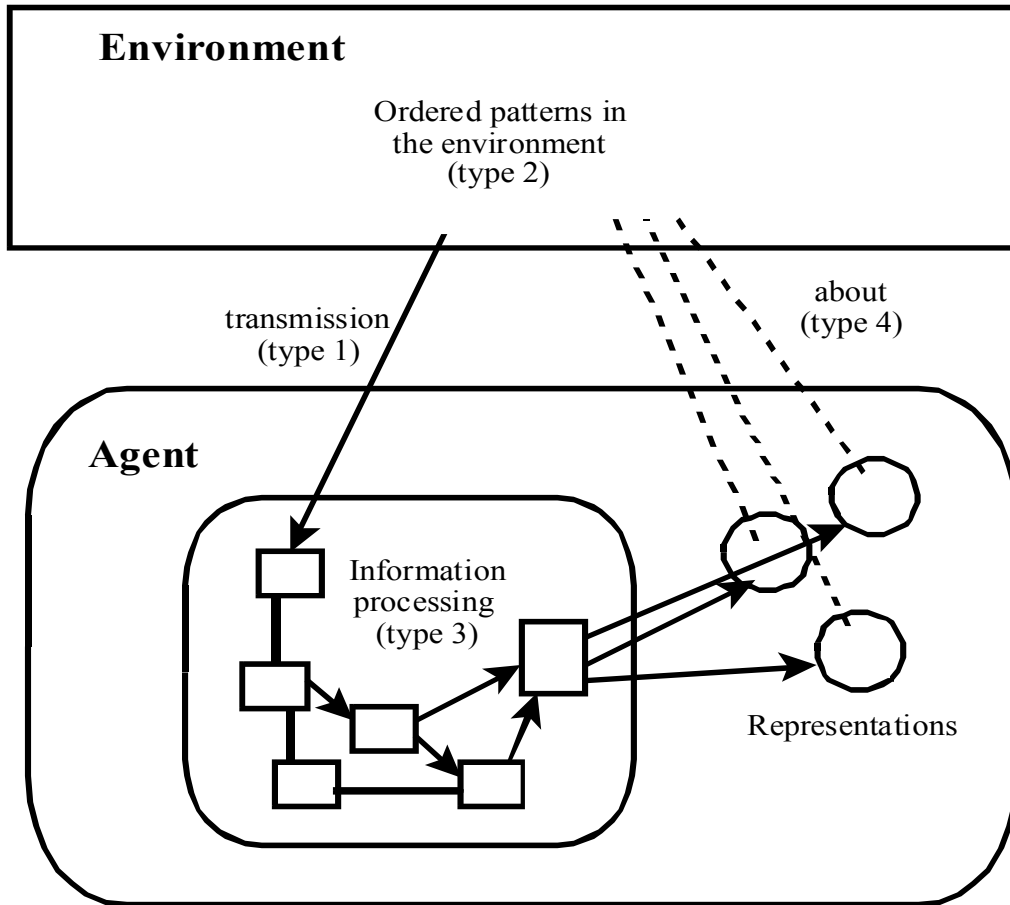 Environment
Ordered patterns in
the environment
(type 2)
transmission
(type 1)
about
(type 4)
Agent
Information
processing
(type 3)
Representations